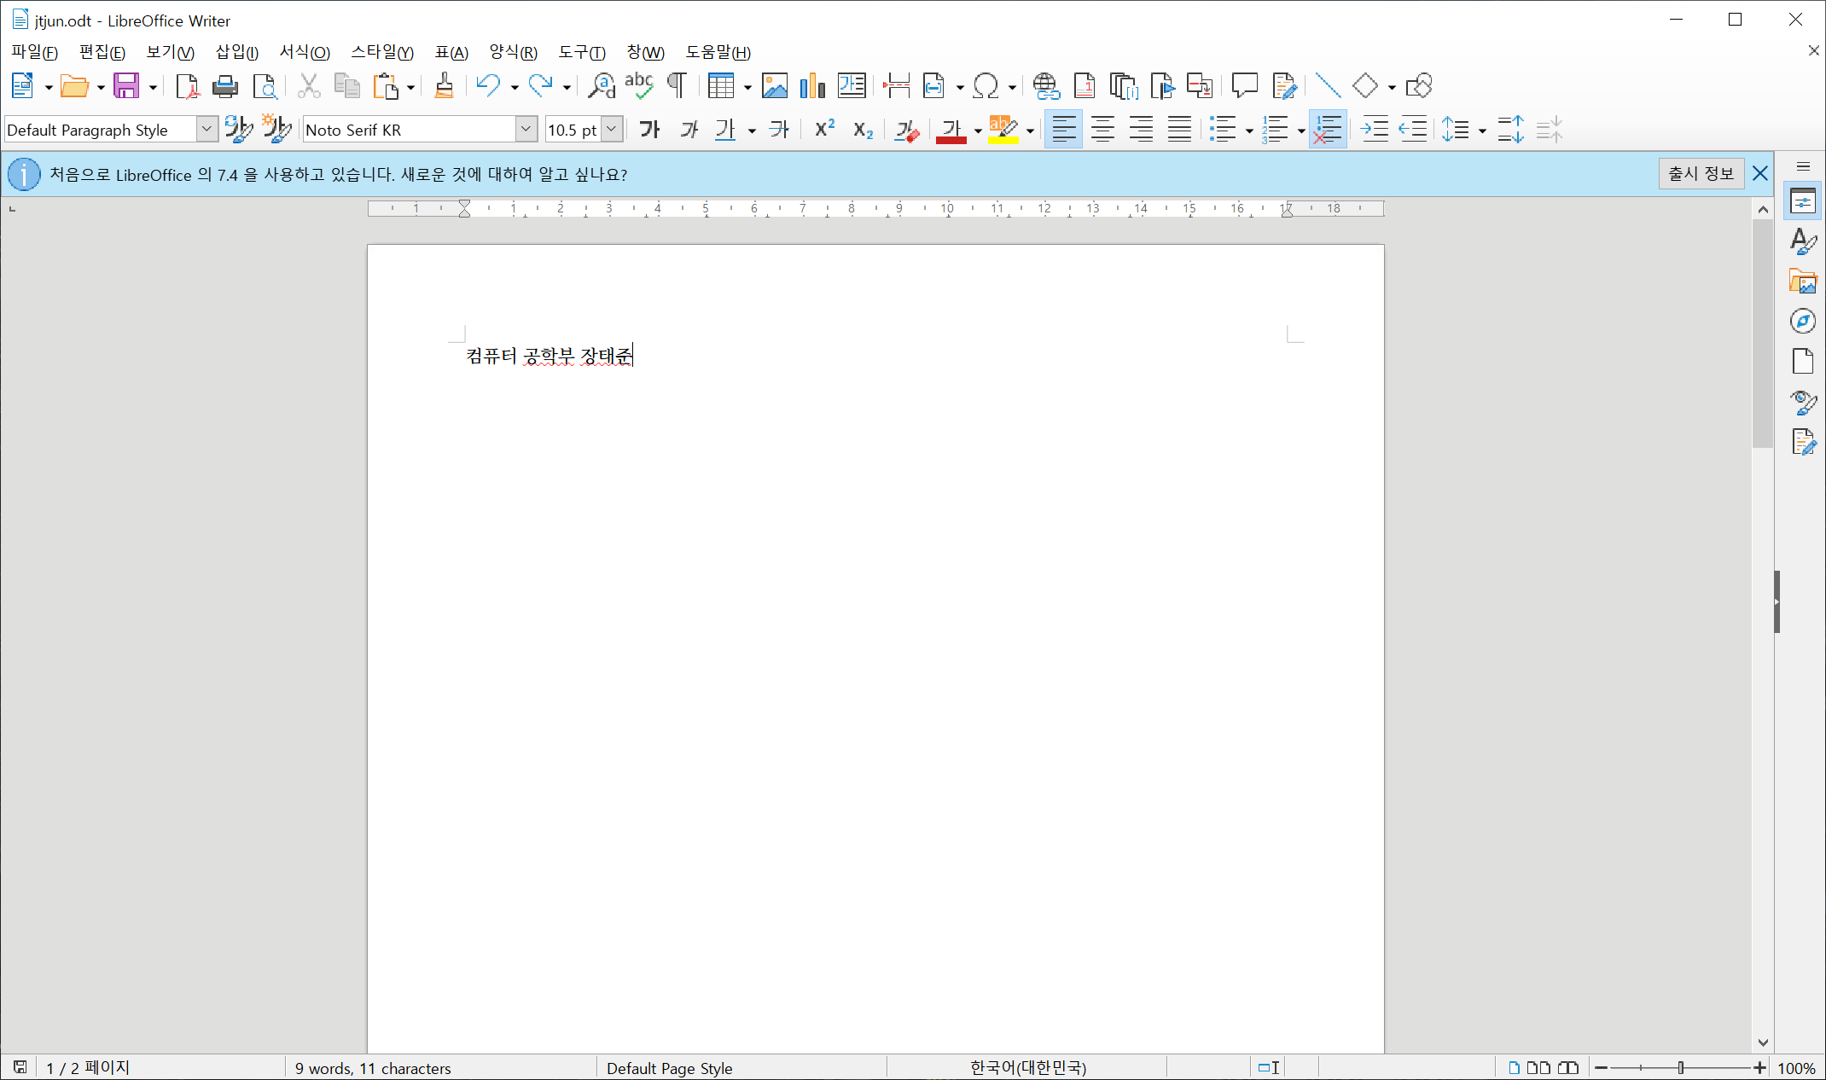 jtjun.odt - LibreOffice Writer
파일(F) 편집(E) 보기(V) 삽입(I) 서식(O) 스타일(Y) 표(A) 양식(R) 도구(T) 창(W) 도움말(H)
Default Paragraph Style Noto Serif KR 10.5 pt 가 가 가 가 X² X₂ 가 ab
처음으로 LibreOffice 의 7.4 을 사용하고 있습니다. 새로운 것에 대하여 알고 싶나요? 출시 정보
1 1 2 3 4 5 6 7 8 9 10 11 12 13 14 15 16 17 18
컴퓨터 공학부 장태준
1 / 2 페이지 9 words, 11 characters Default Page Style 한국어(대한민국) 100%